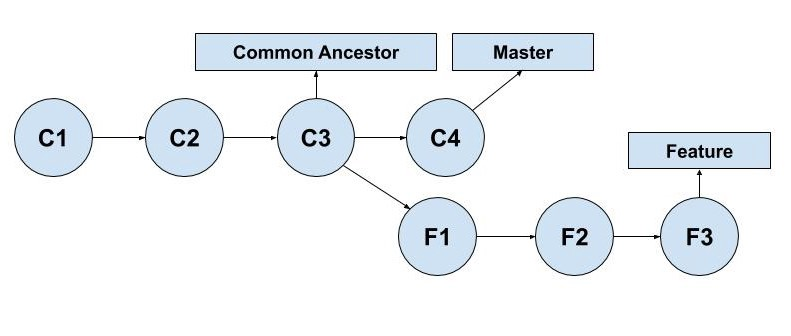 Common Ancestor
Master
C1
C2
C3
C4
Feature
F1
F2
F3